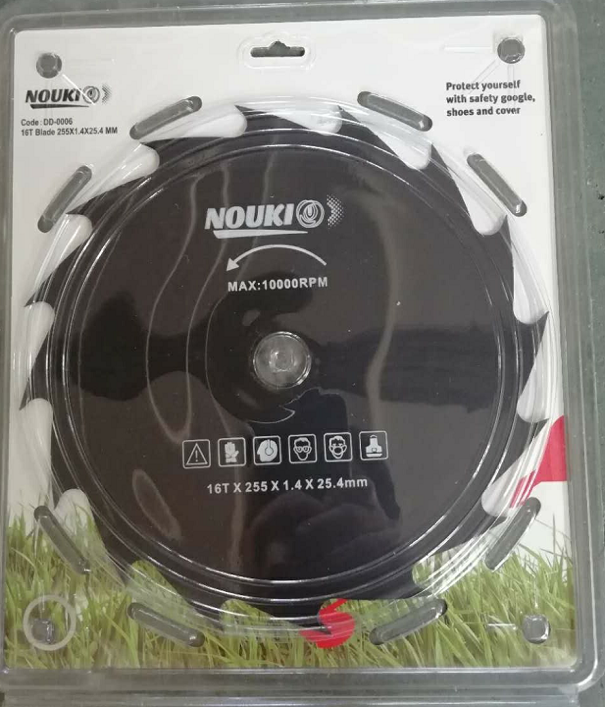 NOUKI
Code: DD-0006
16T Blade 255X1.4X25.4 MM
Protect yourself
with safety google,
shoes and cover
NOUKI
MAX:10000RPM
16T X 255 X 1.4 X 25.4mm